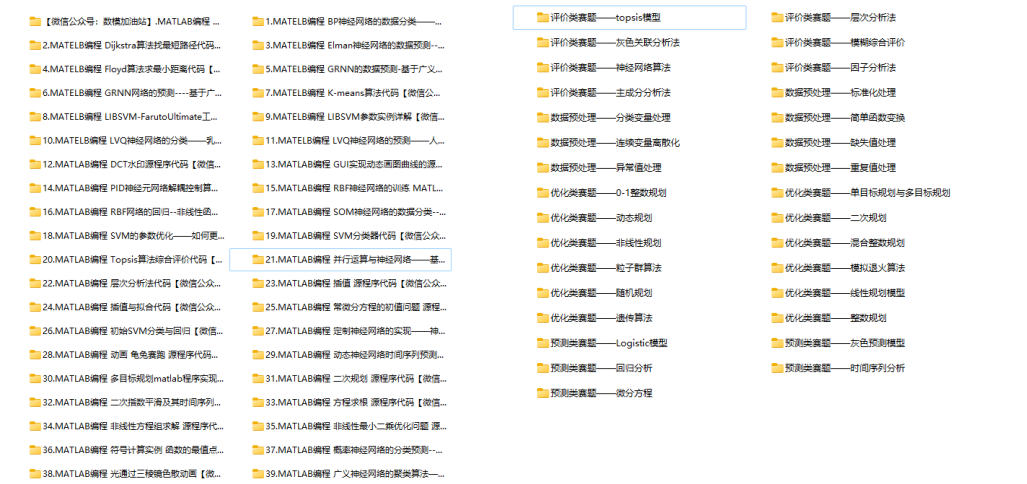 【微信公众号：数模加油站】.MATLAB编程 ...
1.MATELB编程 BP神经网络的数据分类——...
2.MATELB编程 Dijkstra算法找最短路径代码...
3.MATELB编程 Elman神经网络的数据预测--...
4.MATELB编程 Floyd算法求最小距离代码【...
5.MATELB编程 GRNN的数据预测-基于广义...
6.MATELB编程 GRNN网络的预测----基于广...
7.MATELB编程 K-means算法代码【微信公...
8.MATELB编程 LIBSVM-FarutoUltimate工...
9.MATELB编程 LIBSVM参数实例详解【微信...
10.MATELB编程 LVQ神经网络的分类——乳...
11.MATELB编程 LVQ神经网络的预测——人...
12.MATLAB编程 DCT水印源程序代码【微信...
13.MATLAB编程 GUI实现动态画图曲线的源...
14.MATLAB编程 PID神经元网络解耦控制算...
15.MATLAB编程 RBF神经网络的训练 MATL...
16.MATLAB编程 RBF网络的回归--非线性函...
17.MATLAB编程 SOM神经网络的数据分类--...
18.MATLAB编程 SVM的参数优化——如何更...
19.MATLAB编程 SVM分类器代码【微信公众...
20.MATLAB编程 Topsis算法综合评价代码【...
21.MATLAB编程 并行运算与神经网络——基...
22.MATLAB编程 层次分析法代码【微信公众...
23.MATLAB编程 插值 源程序代码【微信公众...
24.MATLAB编程 插值与拟合代码【微信公众...
25.MATLAB编程 常微分方程的初值问题 源程...
26.MATLAB编程 初始SVM分类与回归【微信...
27.MATLAB编程 定制神经网络的实现——神...
28.MATLAB编程 动画 龟兔赛跑 源程序代码...
29.MATLAB编程 动态神经网络时间序列预测...
30.MATLAB编程 多目标规划matlab程序实现...
31.MATLAB编程 二次规划 源程序代码【微信...
32.MATLAB编程 二次指数平滑及其时间序列...
33.MATLAB编程 方程求根 源程序代码【微信...
34.MATLAB编程 非线性方程组求解 源程序代...
35.MATLAB编程 非线性最小二乘优化问题 源...
36.MATLAB编程 符号计算实例 函数的最值点...
37.MATLAB编程 概率神经网络的分类预测--...
38.MATLAB编程 光通过三棱镜色散动画【微...
39.MATLAB编程 广义神经网络的聚类算法—...
评价类赛题——topsis模型
评价类赛题——层次分析法
评价类赛题——灰色关联分析法
评价类赛题——模糊综合评价
评价类赛题——神经网络算法
评价类赛题——因子分析法
评价类赛题——主成分分析法
数据预处理——标准化处理
数据预处理——分类变量处理
数据预处理——简单函数变换
数据预处理——连续变量离散化
数据预处理——缺失值处理
数据预处理——异常值处理
数据预处理——重复值处理
优化类赛题——0-1整数规划
优化类赛题——单目标规划与多目标规划
优化类赛题——动态规划
优化类赛题——二次规划
优化类赛题——非线性规划
优化类赛题——混合整数规划
优化类赛题——粒子群算法
优化类赛题——模拟退火算法
优化类赛题——随机规划
优化类赛题——线性规划模型
优化类赛题——遗传算法
优化类赛题——整数规划
预测类赛题——Logistic模型
预测类赛题——灰色预测模型
预测类赛题——回归分析
预测类赛题——时间序列分析
预测类赛题——微分方程